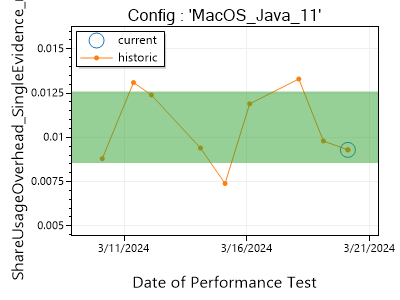 Config : 'MacOS_Java_11'
ShareUsageOverhead_SingleEvidence_
current
historic
0.015
0.0125
0.01
0.0075
0.005
3/11/2024
3/16/2024
3/21/2024
Date of Performance Test